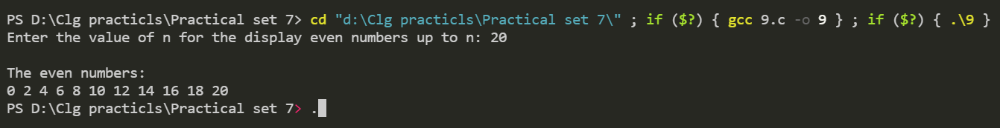 PS D:\Clg practicls\Practical set 7> cd "d:\Clg practicls\Practical set 7\" ; if ($?) { gcc 9.c -o 9 } ; if ($?) { .\9 }
Enter the value of n for the display even numbers up to n: 20
The even numbers:
0 2 4 6 8 10 12 14 16 18 20
PS D:\Clg practicls\Practical set 7> .